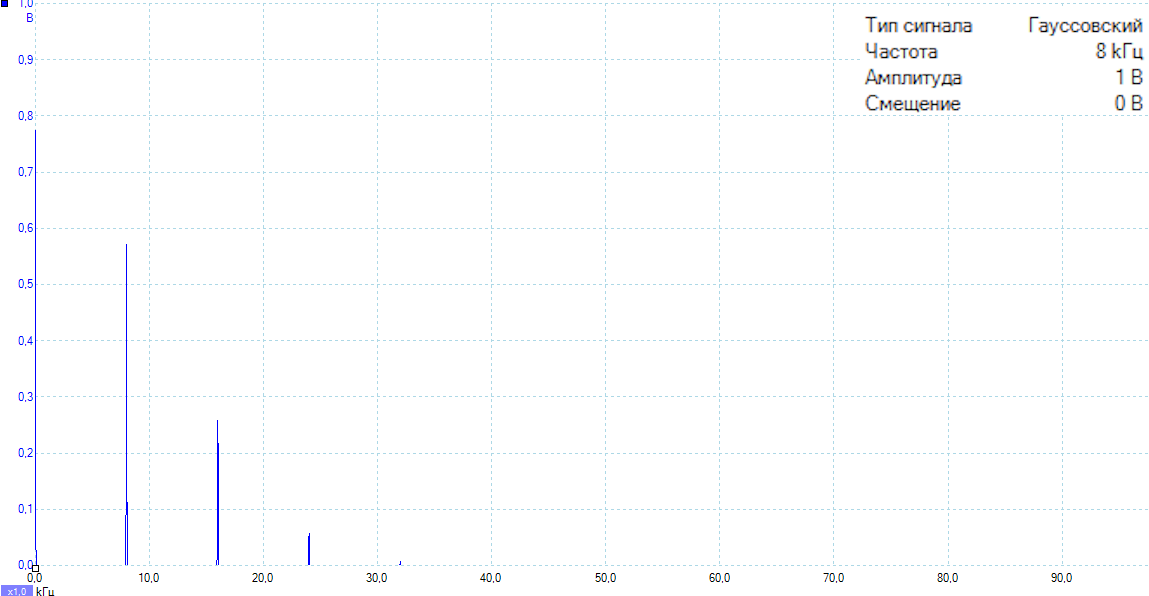 1,0
В
0,9
0,8
0,7
0,6
0,5
0,4
0,3
0,2
0,1
0,0
Тип сигнала Гауссовский
Частота 8 кГц
Амплитуда 1 В
Смещение 0 В
0,0 10,0 20,0 30,0 40,0 50,0 60,0 70,0 80,0 90,0
x1,0 кГц